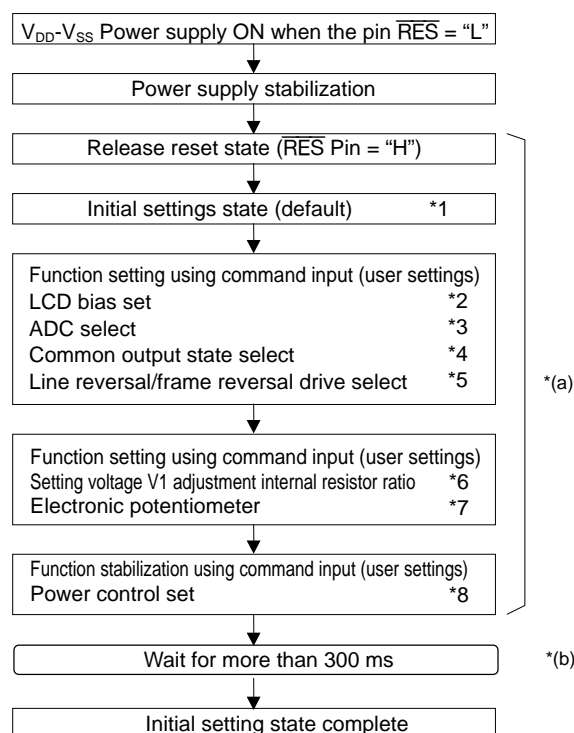 VDD-VSS Power supply ON when the pin R̅E̅S̅ = “L”
Power supply stabilization
Release reset state (R̅E̅S̅ Pin = “H”)
Initial settings state (default) *1
Function setting using command input (user settings)
LCD bias set *2
ADC select *3
Common output state select *4
Line reversal/frame reversal drive select *5
*(a)
Function setting using command input (user settings)
Setting voltage V1 adjustment internal resistor ratio *6
Electronic potentiometer *7
Function stabilization using command input (user settings)
Power control set *8
Wait for more than 300 ms *(b)
Initial setting state complete